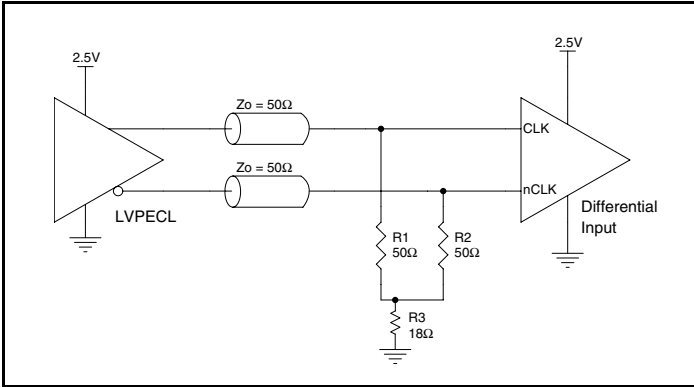 2.5V
2.5V
Zo = 50Ω
CLK
Zo = 50Ω
nCLK
LVPECL
Differential
Input
R1
50Ω
R2
50Ω
R3
18Ω